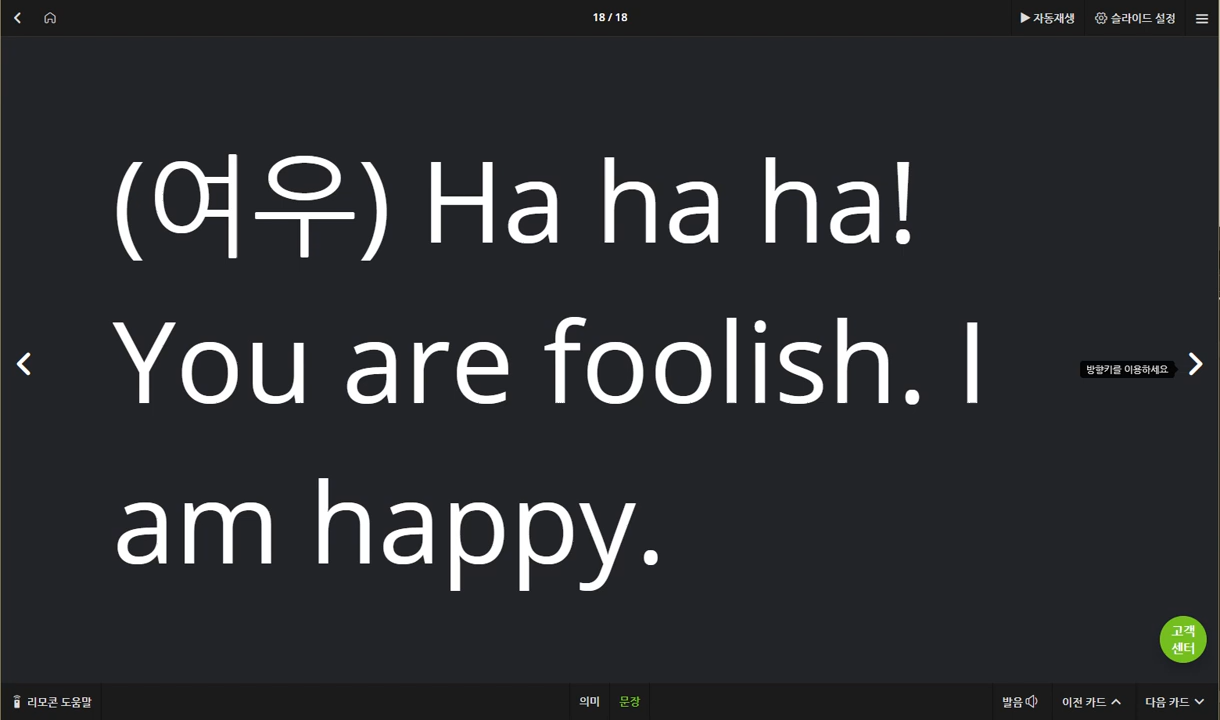 18 / 18
자동재생
슬라이드 설정
(여우) Ha ha ha!
You are foolish. I
am happy.
방향키를 이용하세요
고객
센터
리모콘 도움말
의미
문장
발음
이전 카드
다음 카드